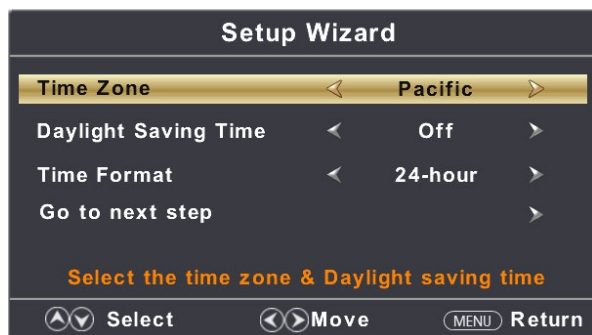 Setup Wizard
Time Zone Pacific
Daylight Saving Time Off
Time Format 24-hour
Go to next step
Select the time zone & Daylight saving time
Select Move MENU Return